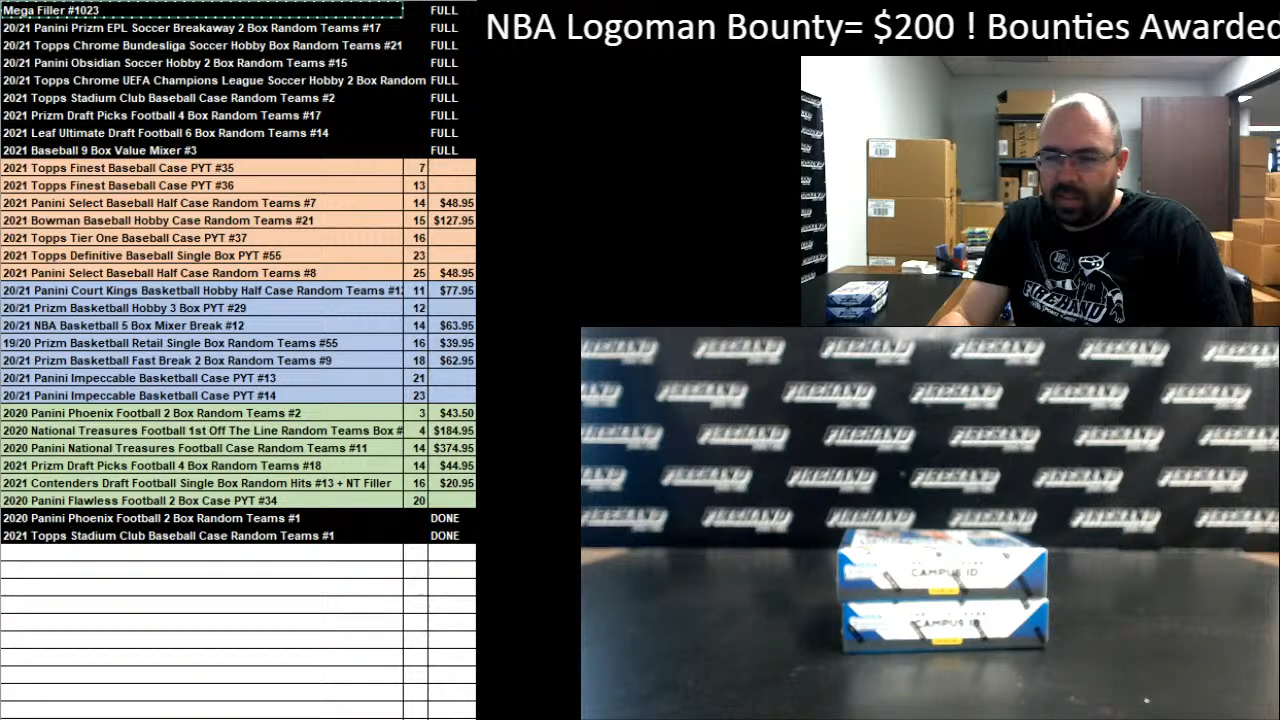 NBA Logoman Bounty= $200 ! Bounties Awarded
Mega Filler #1023 FULL
20/21 Panini Prizm EPL Soccer Breakaway 2 Box Random Teams #17 FULL
20/21 Topps Chrome Bundesliga Soccer Hobby Box Random Teams #21 FULL
20/21 Panini Obsidian Soccer Hobby 2 Box Random Teams #15 FULL
20/21 Topps Chrome UEFA Champions League Soccer Hobby 2 Box Random FULL
2021 Topps Stadium Club Baseball Case Random Teams #2 FULL
2021 Prizm Draft Picks Football 4 Box Random Teams #17 FULL
2021 Leaf Ultimate Draft Football 6 Box Random Teams #14 FULL
2021 Baseball 9 Box Value Mixer #3 FULL
2021 Topps Finest Baseball Case PYT #35 7
2021 Topps Finest Baseball Case PYT #36 13
2021 Panini Select Baseball Half Case Random Teams #7 14 $48.95
2021 Bowman Baseball Hobby Case Random Teams #21 15 $127.95
2021 Topps Tier One Baseball Case PYT #37 16
2021 Topps Definitive Baseball Single Box PYT #55 23
2021 Panini Select Baseball Half Case Random Teams #8 25 $48.95
20/21 Panini Court Kings Basketball Hobby Half Case Random Teams 11 $77.95
20/21 Prizm Basketball Hobby 3 Box PYT #29 12
20/21 NBA Basketball 5 Box Mixer Break #12 14 $63.95
19/20 Prizm Basketball Retail Single Box Random Teams #55 16 $39.95
20/21 Prizm Basketball Fast Break 2 Box Random Teams #9 18 $62.95
20/21 Panini Impeccable Basketball Case PYT #13 21
20/21 Panini Impeccable Basketball Case PYT #14 23
2020 Panini Phoenix Football 2 Box Random Teams #2 3 $43.50
2020 National Treasures Football 1st Off The Line Random Teams Box # 4 $184.95
2020 Panini National Treasures Football Case Random Teams #11 14 $374.95
2021 Prizm Draft Picks Football 4 Box Random Teams #18 14 $44.95
2021 Contenders Draft Football Single Box Random Hits #13 + NT Filler 16 $20.95
2020 Panini Flawless Football 2 Box Case PYT #34 20
2020 Panini Phoenix Football 2 Box Random Teams #1 DONE
2021 Topps Stadium Club Baseball Case Random Teams #1 DONE
FIREHAND
CAMPUS ID
CAMPUS ID